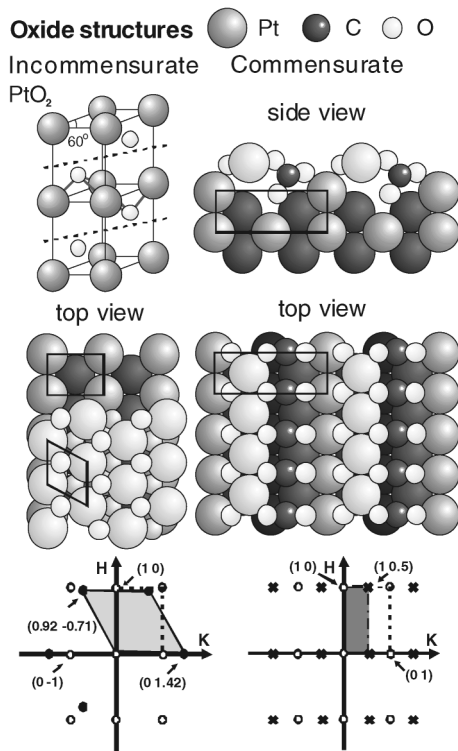 Oxide structures Pt C O
Incommensurate Commensurate
PtO2
side view
60°
top view top view
H H
(1 0) (1 0) (1 0.5)
(0.92 -0.71)
K K
(0 -1) (0 1.42) (0 1)